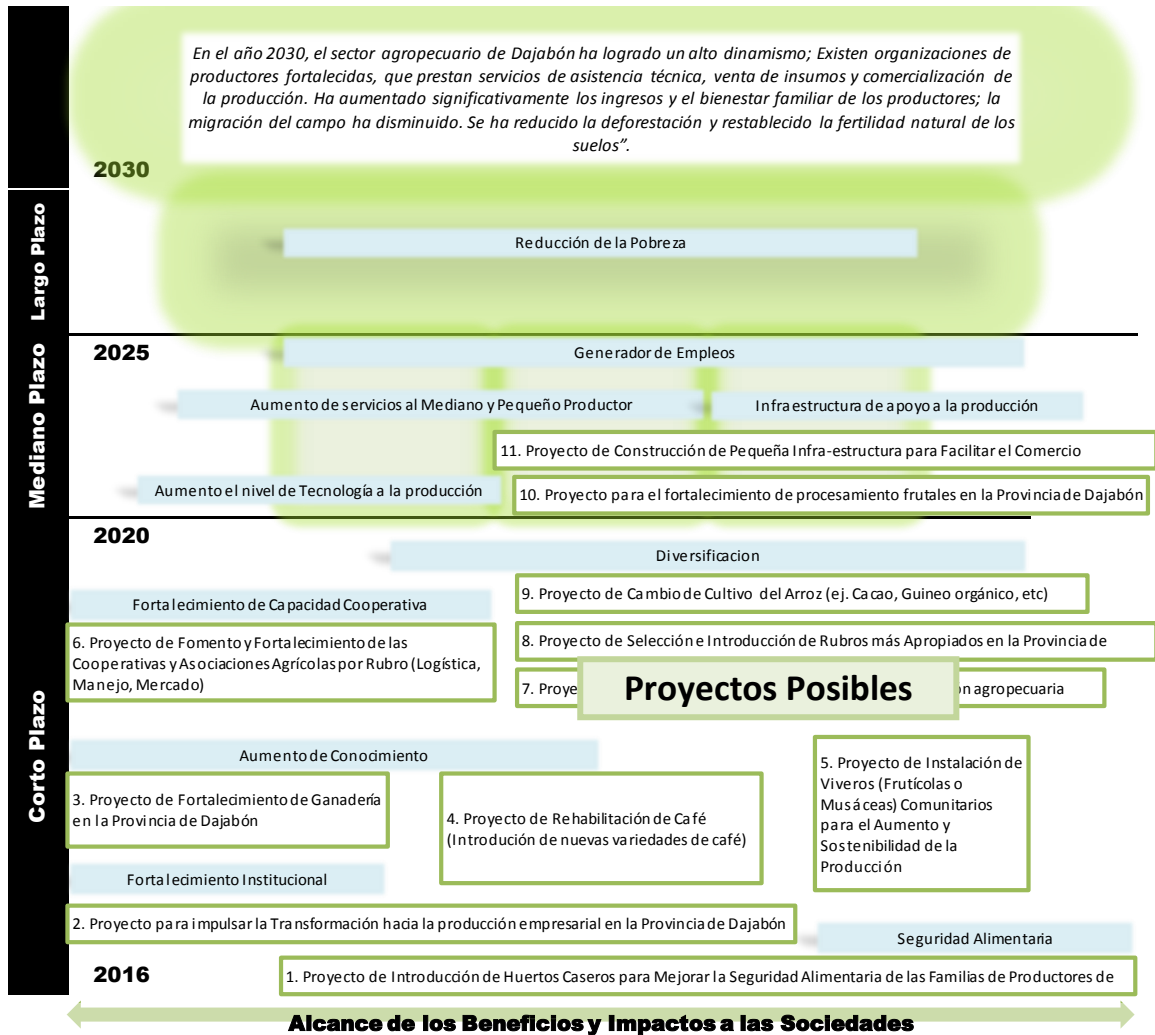 En el año 2030, el sector agropecuario de Dajabón ha logrado un alto dinamismo; Existen organizaciones de
productores fortalecidas, que prestan servicios de asistencia técnica, venta de insumos y comercialización de
la producción. Ha aumentado significativamente los ingresos y el bienestar familiar de los productores; la
migración del campo ha disminuido. Se ha reducido la deforestación y restablecido la fertilidad natural de los
suelos”.
2030
Largo Plazo
Reducción de la Pobreza
2025
Mediano Plazo
Generador de Empleos
Aumento de servicios al Mediano y Pequeño Productor
Infraestructura de apoyo a la producción
11. Proyecto de Construcción de Pequeña Infra-estructura para Facilitar el Comercio
Aumento el nivel de Tecnología a la producción
10. Proyecto para el fortalecimiento de procesamiento frutales en la Provincia de Dajabón
2020
Corto Plazo
Diversificacion
9. Proyecto de Cambio de Cultivo del Arroz (ej. Cacao, Guineo orgánico, etc)
Fortalecimiento de Capacidad Cooperativa
8. Proyecto de Selección e Introducción de Rubros más Apropiados en la Provincia de
6. Proyecto de Fomento y Fortalecimiento de las
Cooperativas y Asociaciones Agrícolas por Rubro (Logística,
Manejo, Mercado)
7. agropecuaria
Proyectos Posibles
Aumento de Conocimiento
3. Proyecto de Fortalecimiento de Ganadería
en la Provincia de Dajabón
4. Proyecto de Rehabilitación de Café
(Introdución de nuevas variedades de café)
5. Proyecto de Instalación de
Viveros (Frutícolas o
Musáceas) Comunitarios
para el Aumento y
Sostenibilidad de la
Producción
Fortalecimiento Institucional
2. Proyecto para impulsar la Transformación hacia la producción empresarial en la Provincia de Dajabón
Seguridad Alimentaria
2016
1. Proyecto de Introducción de Huertos Caseros para Mejorar la Seguridad Alimentaria de las Familias de Productores de
Alcance de los Beneficios y Impactos a las Sociedades